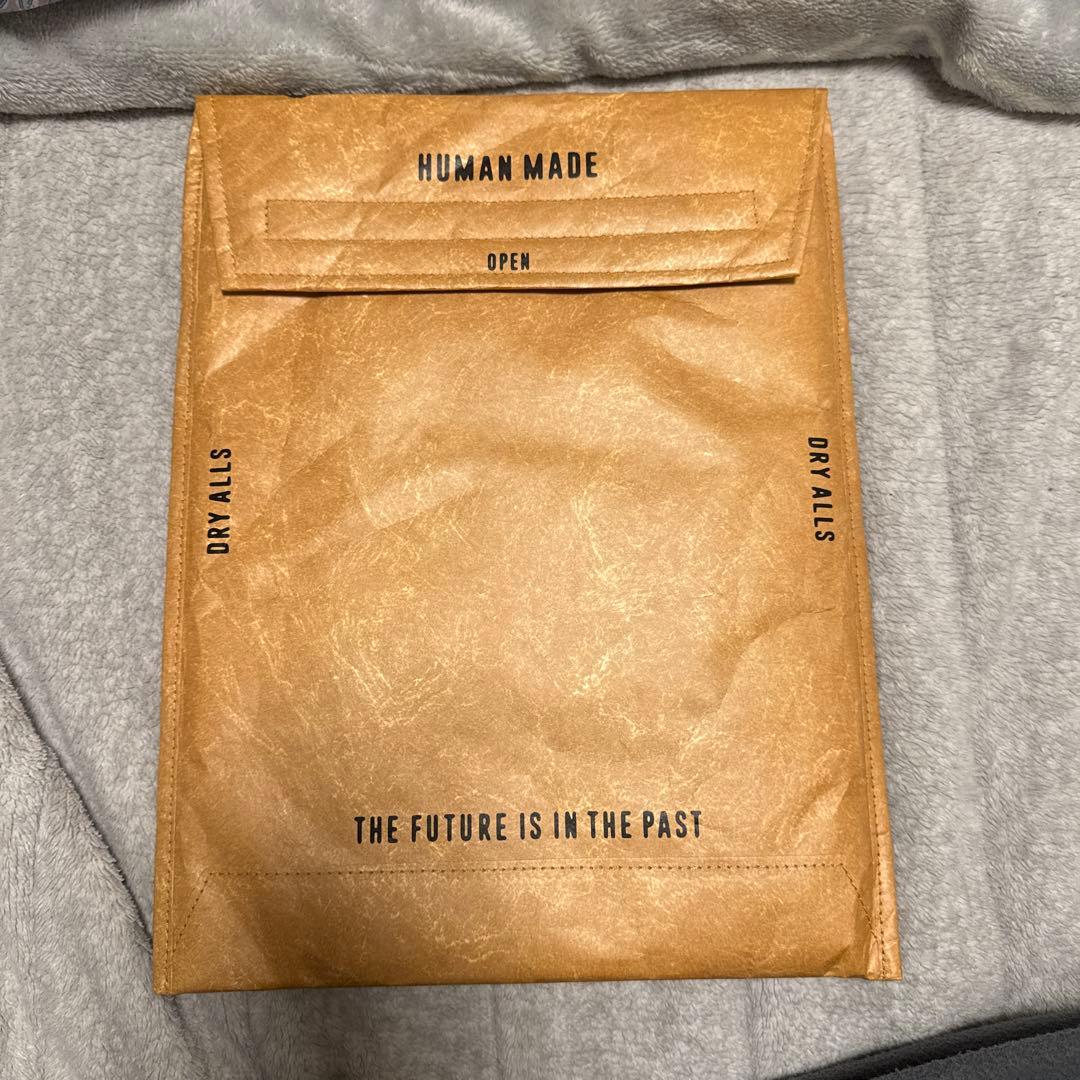 HUMAN MADE
OPEN
DRY ALLS
DRY ALLS
THE FUTURE IS IN THE PAST